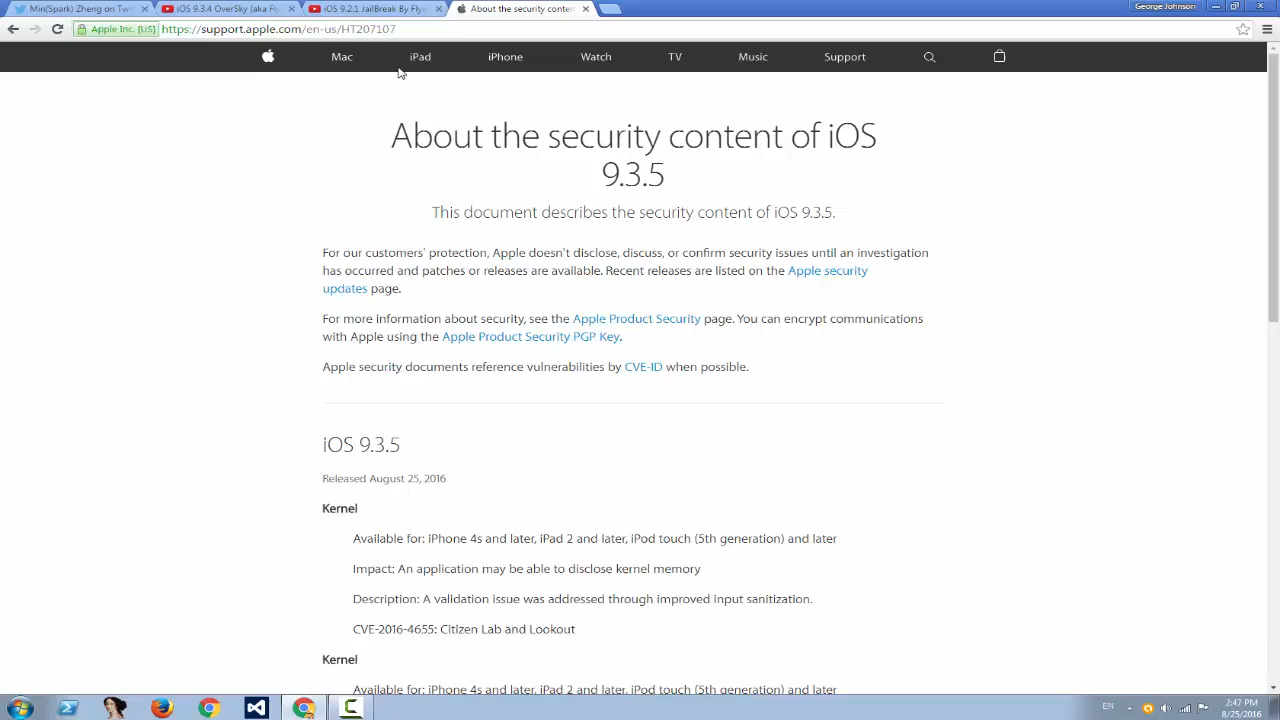 Min(Spark) Zheng on Tw
iOS 9.3.4 OverSky (aka Fly
iOS 9.2.1 JailBreak By Flyi
About the security conten
George Johnson
Apple Inc. [US]
https://support.apple.com/en-us/HT207107
Mac
iPad
iPhone
Watch
TV
Music
Support
About the security content of iOS
9.3.5
This document describes the security content of iOS 9.3.5.
For our customers' protection, Apple doesn't disclose, discuss, or confirm security issues until an investigation
has occurred and patches or releases are available. Recent releases are listed on the Apple security
updates page.
For more information about security, see the Apple Product Security page. You can encrypt communications
with Apple using the Apple Product Security PGP Key.
Apple security documents reference vulnerabilities by CVE-ID when possible.
iOS 9.3.5
Released August 25, 2016
Kernel
Available for: iPhone 4s and later, iPad 2 and later, iPod touch (5th generation) and later
Impact: An application may be able to disclose kernel memory
Description: A validation issue was addressed through improved input sanitization.
CVE-2016-4655: Citizen Lab and Lookout
Kernel
Available for: iPhone 4s and later, iPad 2 and later, iPod touch (5th generation) and later
EN
2:47 PM
8/25/2016